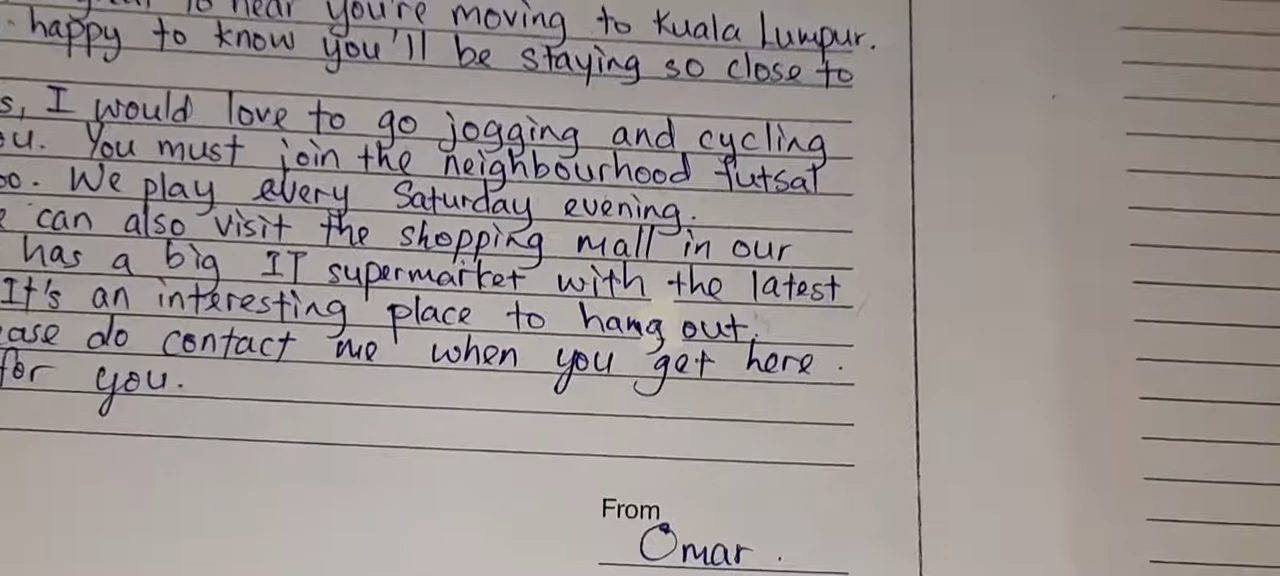 to hear you're moving to Kuala Lumpur.
happy to know you'll be staying so close to
I would love to go jogging and cycling
You must join the neighbourhood futsal
We play every Saturday evening.
can also visit the shopping mall in our
has a big IT supermarket with the latest
It's an interesting place to hang out.
do contact me when you get here.
for you.
From
Omar.